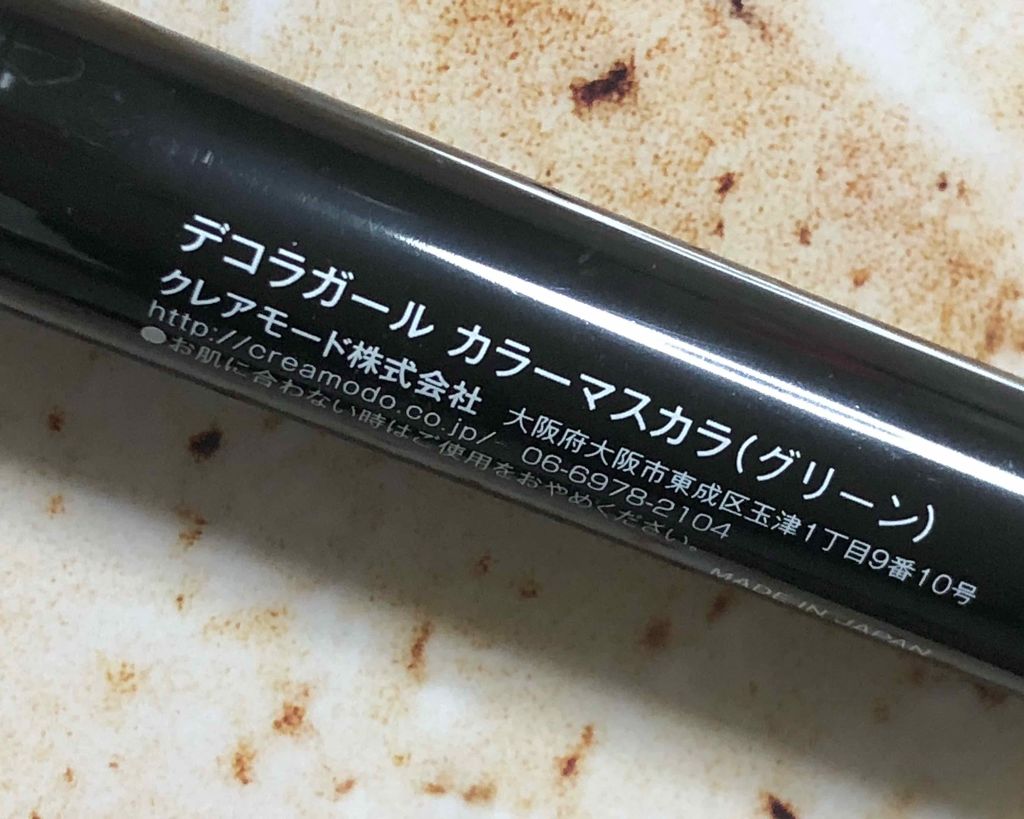 デコラガール カラーマスカラ(グリーン)
クレアモード株式会社 大阪府大阪市東成区玉津1丁目9番10号
http://creamodo.co.jp/ 06-6978-2104
●お肌に合わない時はご使用をおやめください。
MADE IN JAPAN